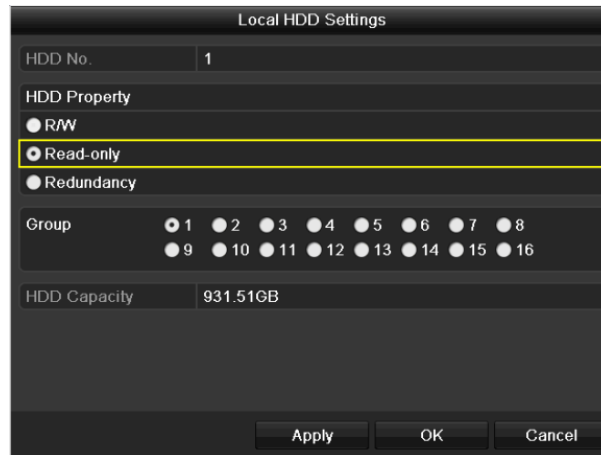 Local HDD Settings
HDD No. 1
HDD Property
R/W
Read-only
Redundancy
Group 1 2 3 4 5 6 7 8
9 10 11 12 13 14 15 16
HDD Capacity 931.51GB
Apply OK Cancel